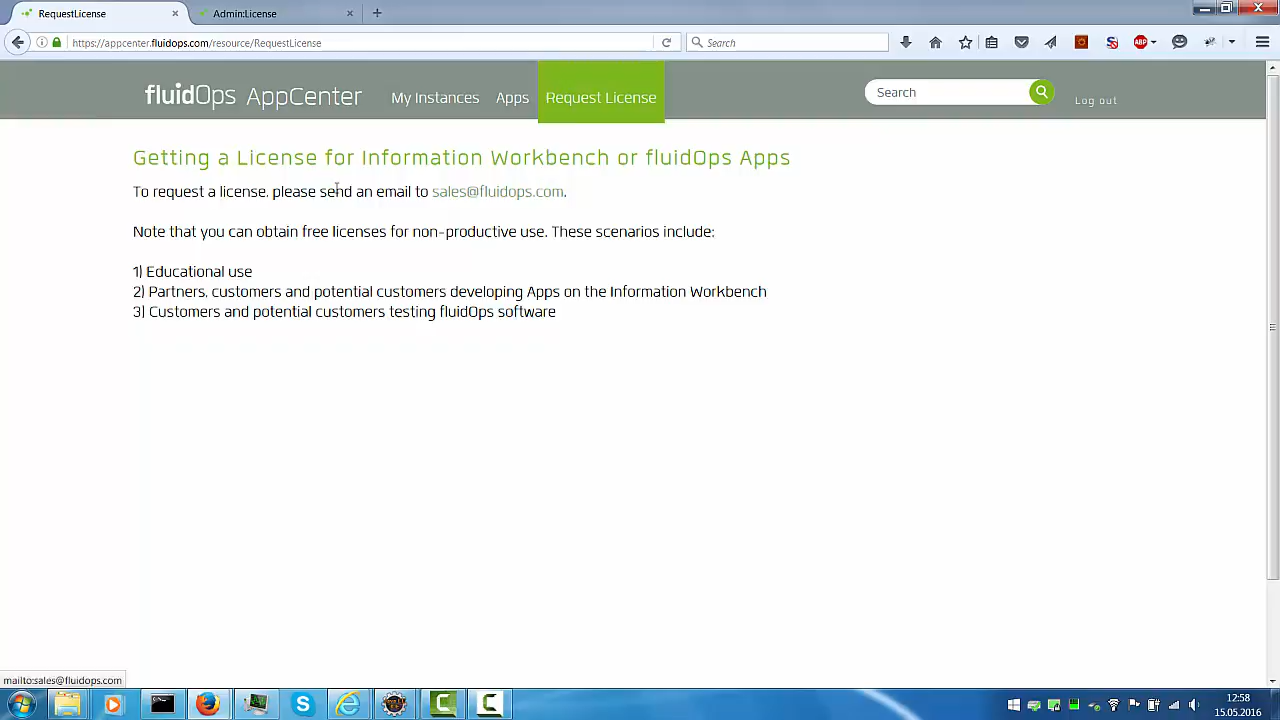 RequestLicense
Admin:License
https://appcenter.fluidops.com/resource/RequestLicense
Search
ABP
fluidOps AppCenter
My Instances
Apps
Request License
Search
Log out
Getting a License for Information Workbench or fluidOps Apps
To request a license, please send an email to sales@fluidops.com.
Note that you can obtain free licenses for non-productive use. These scenarios include:
1) Educational use
2) Partners, customers and potential customers developing Apps on the Information Workbench
3) Customers and potential customers testing fluidOps software
mailto:sales@fluidops.com
12:58
15.05.2016